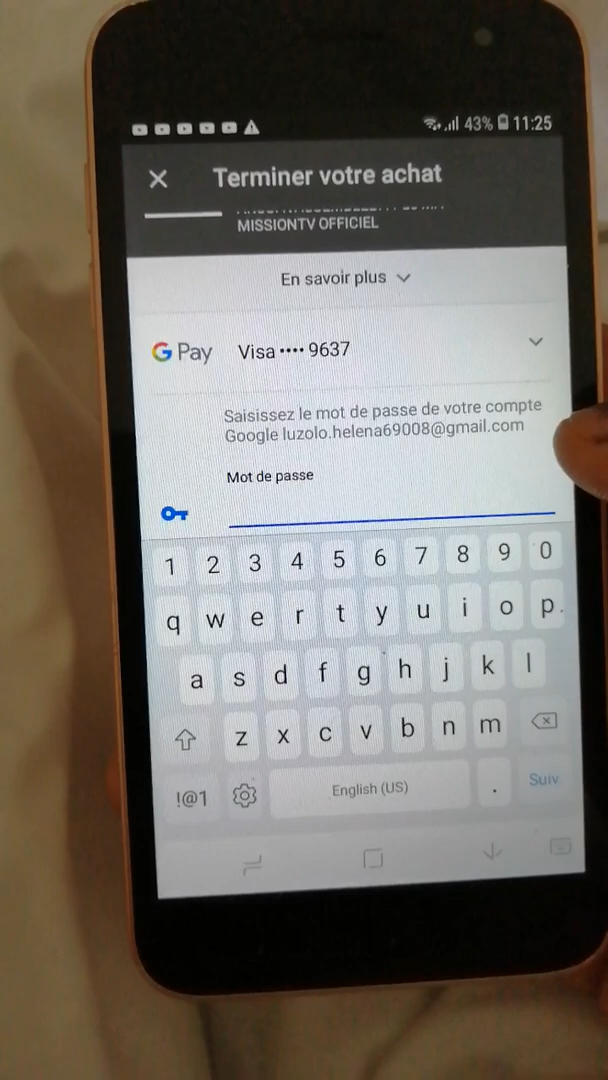 43% 11:25
Terminer votre achat
MISSIONTV OFFICIEL
En savoir plus
G Pay Visa •••• 9637
Saisissez le mot de passe de votre compte
Google luzolo.helena69008@gmail.com
Mot de passe
1 2 3 4 5 6 7 8 9 0
q w e r t y u i o p
a s d f g h j k l
z x c v b n m
!@1 English (US) . Suiv.